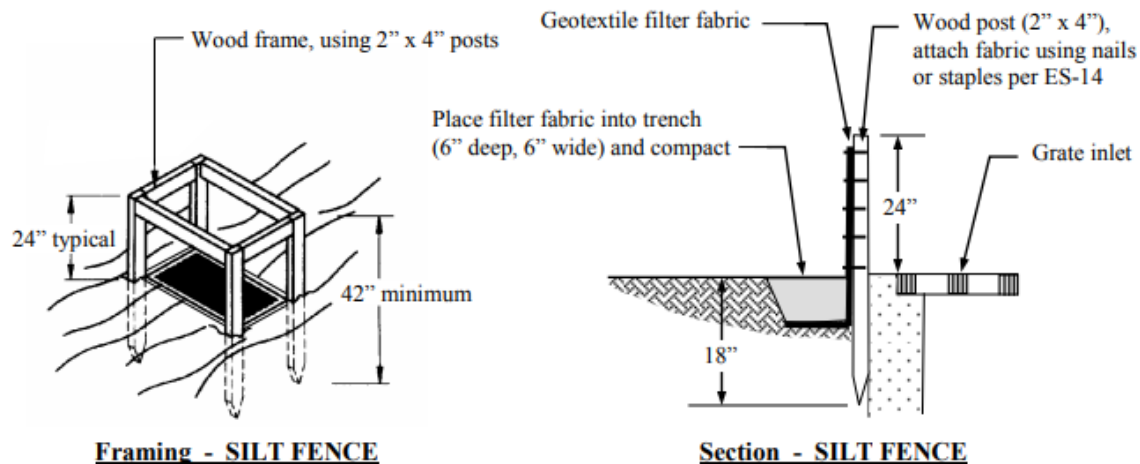 Wood frame, using 2” x 4” posts
24” typical
42” minimum
Framing - SILT FENCE
Geotextile filter fabric
Wood post (2” x 4”),
attach fabric using nails
or staples per ES-14
Place filter fabric into trench
(6” deep, 6” wide) and compact
Grate inlet
24”
18”
Section - SILT FENCE